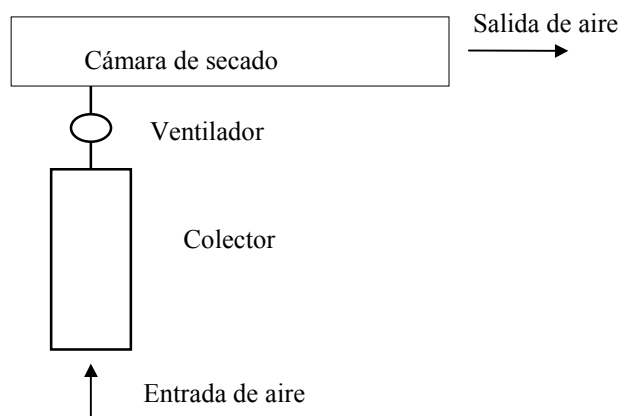 Salida de aire
Cámara de secado
Ventilador
Colector
Entrada de aire